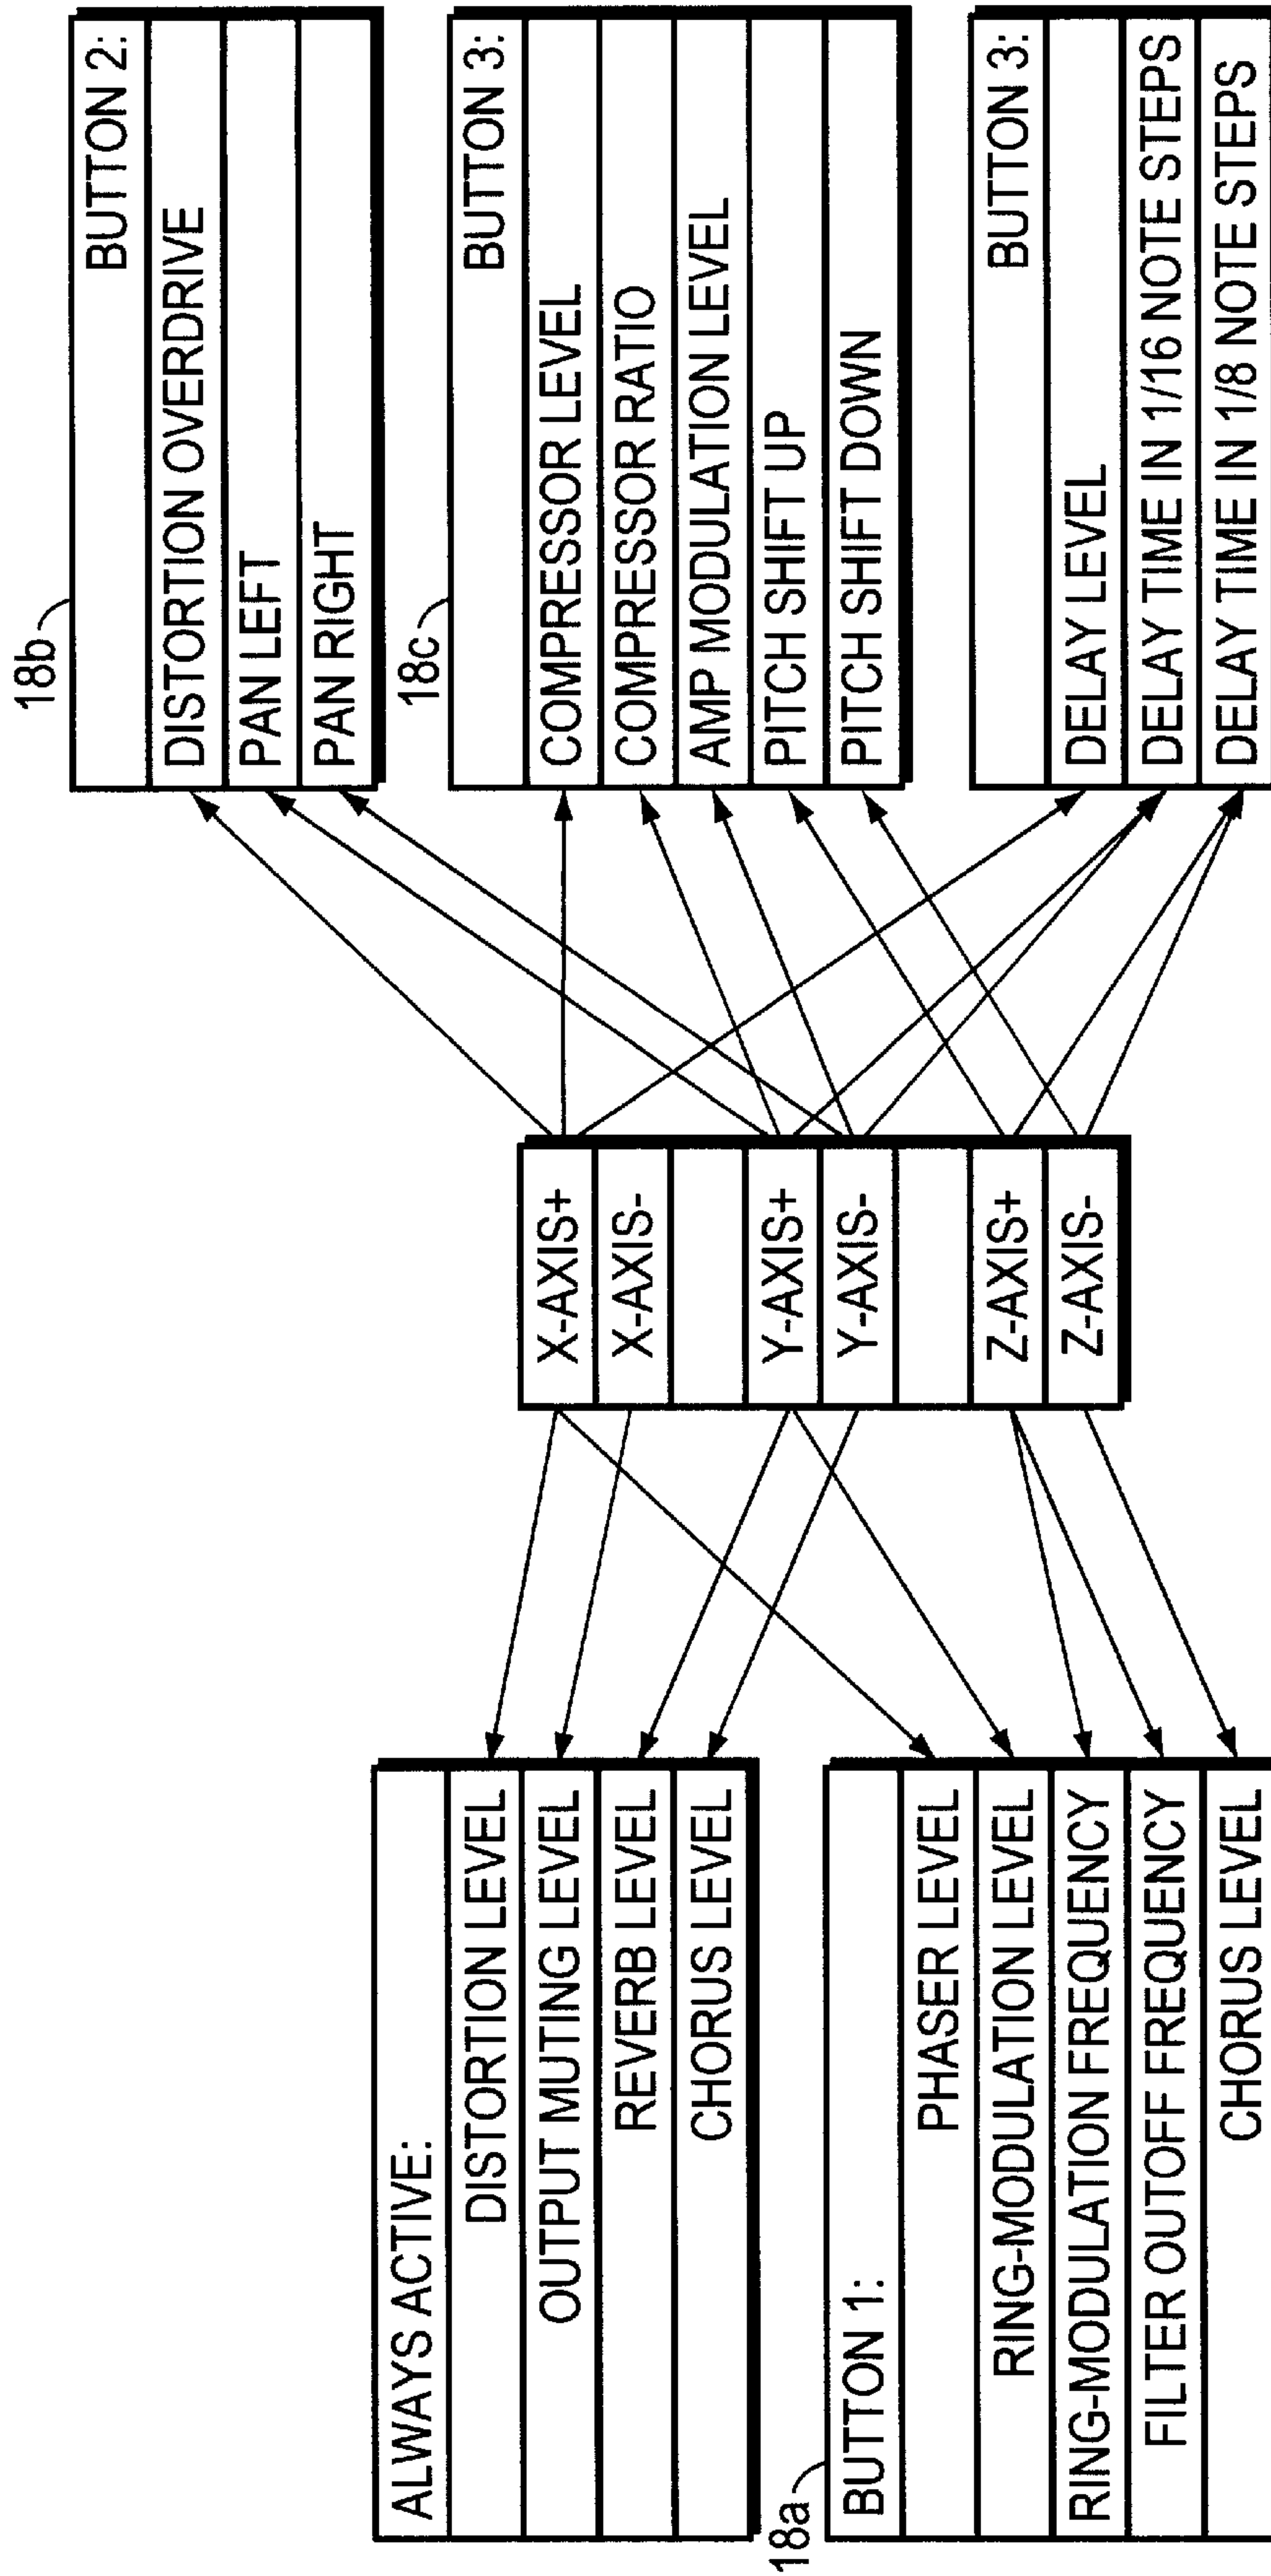 ALWAYS ACTIVE:
DISTORTION LEVEL
OUTPUT MUTING LEVEL
REVERB LEVEL
CHORUS LEVEL
18a
BUTTON 1:
PHASER LEVEL
RING-MODULATION LEVEL
RING-MODULATION FREQUENCY
FILTER OUTOFF FREQUENCY
CHORUS LEVEL
X-AXIS+
X-AXIS-
Y-AXIS+
Y-AXIS-
Z-AXIS+
Z-AXIS-
18b
BUTTON 2:
DISTORTION OVERDRIVE
PAN LEFT
PAN RIGHT
18c
BUTTON 3:
COMPRESSOR LEVEL
COMPRESSOR RATIO
AMP MODULATION LEVEL
PITCH SHIFT UP
PITCH SHIFT DOWN
BUTTON 3:
DELAY LEVEL
DELAY TIME IN 1/16 NOTE STEPS
DELAY TIME IN 1/8 NOTE STEPS